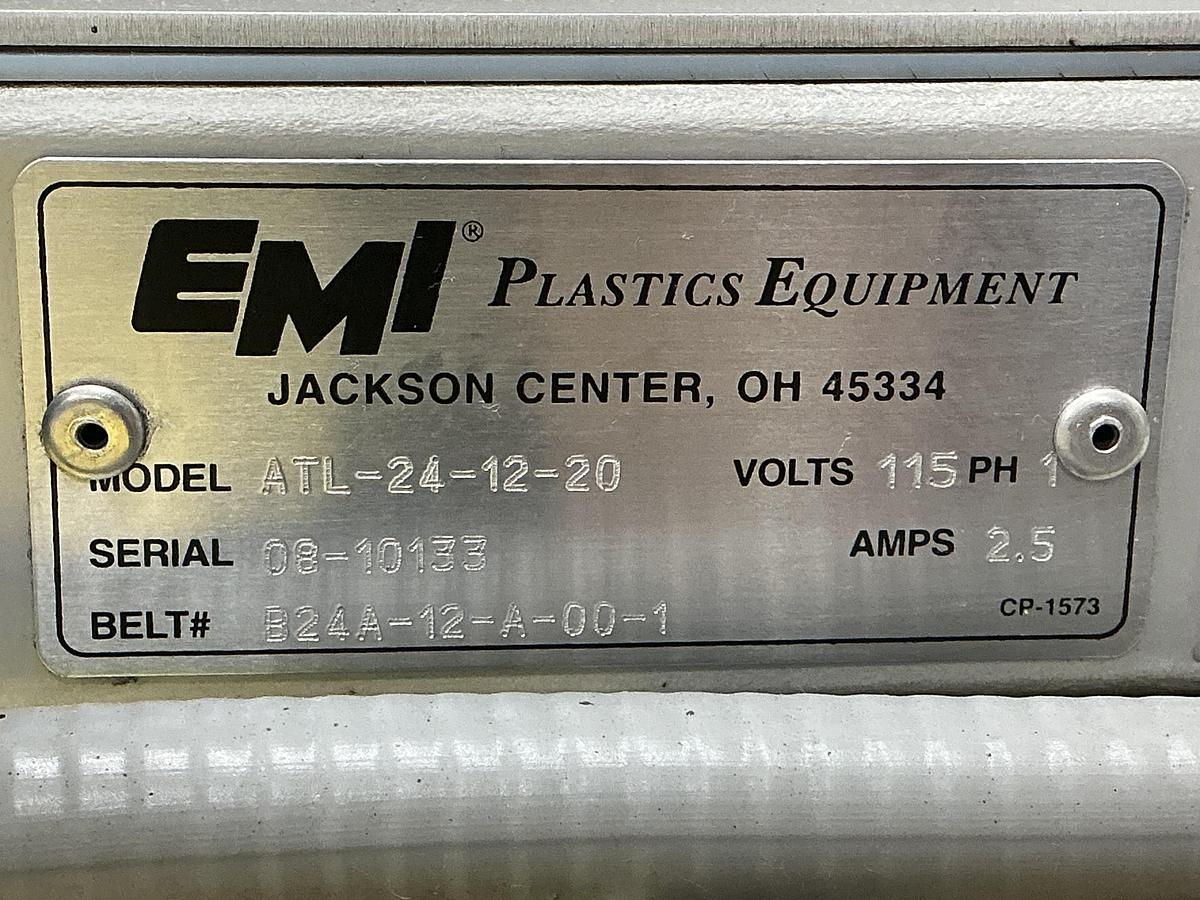 EMI® PLASTICS EQUIPMENT
JACKSON CENTER, OH 45334
MODEL ATL-24-12-20 VOLTS 115 PH 1
SERIAL 08-10133 AMPS 2.5
BELT# B24A-12-A-00-1 CP-1573